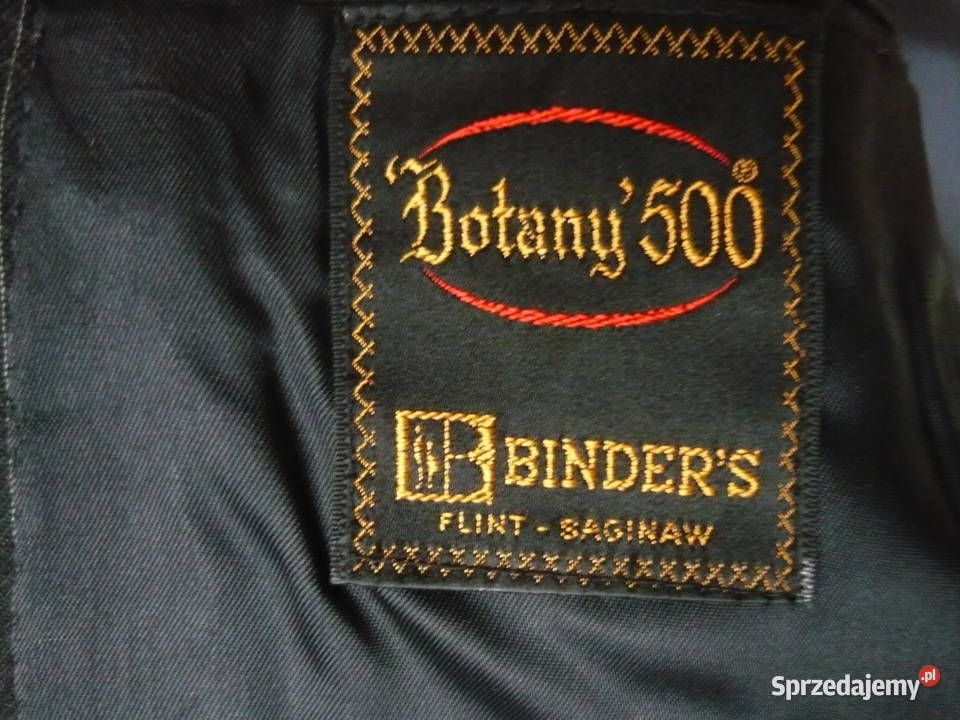 'Botany' 500®
B BINDER'S
FLINT - SAGINAW
Sprzedajemy.pl